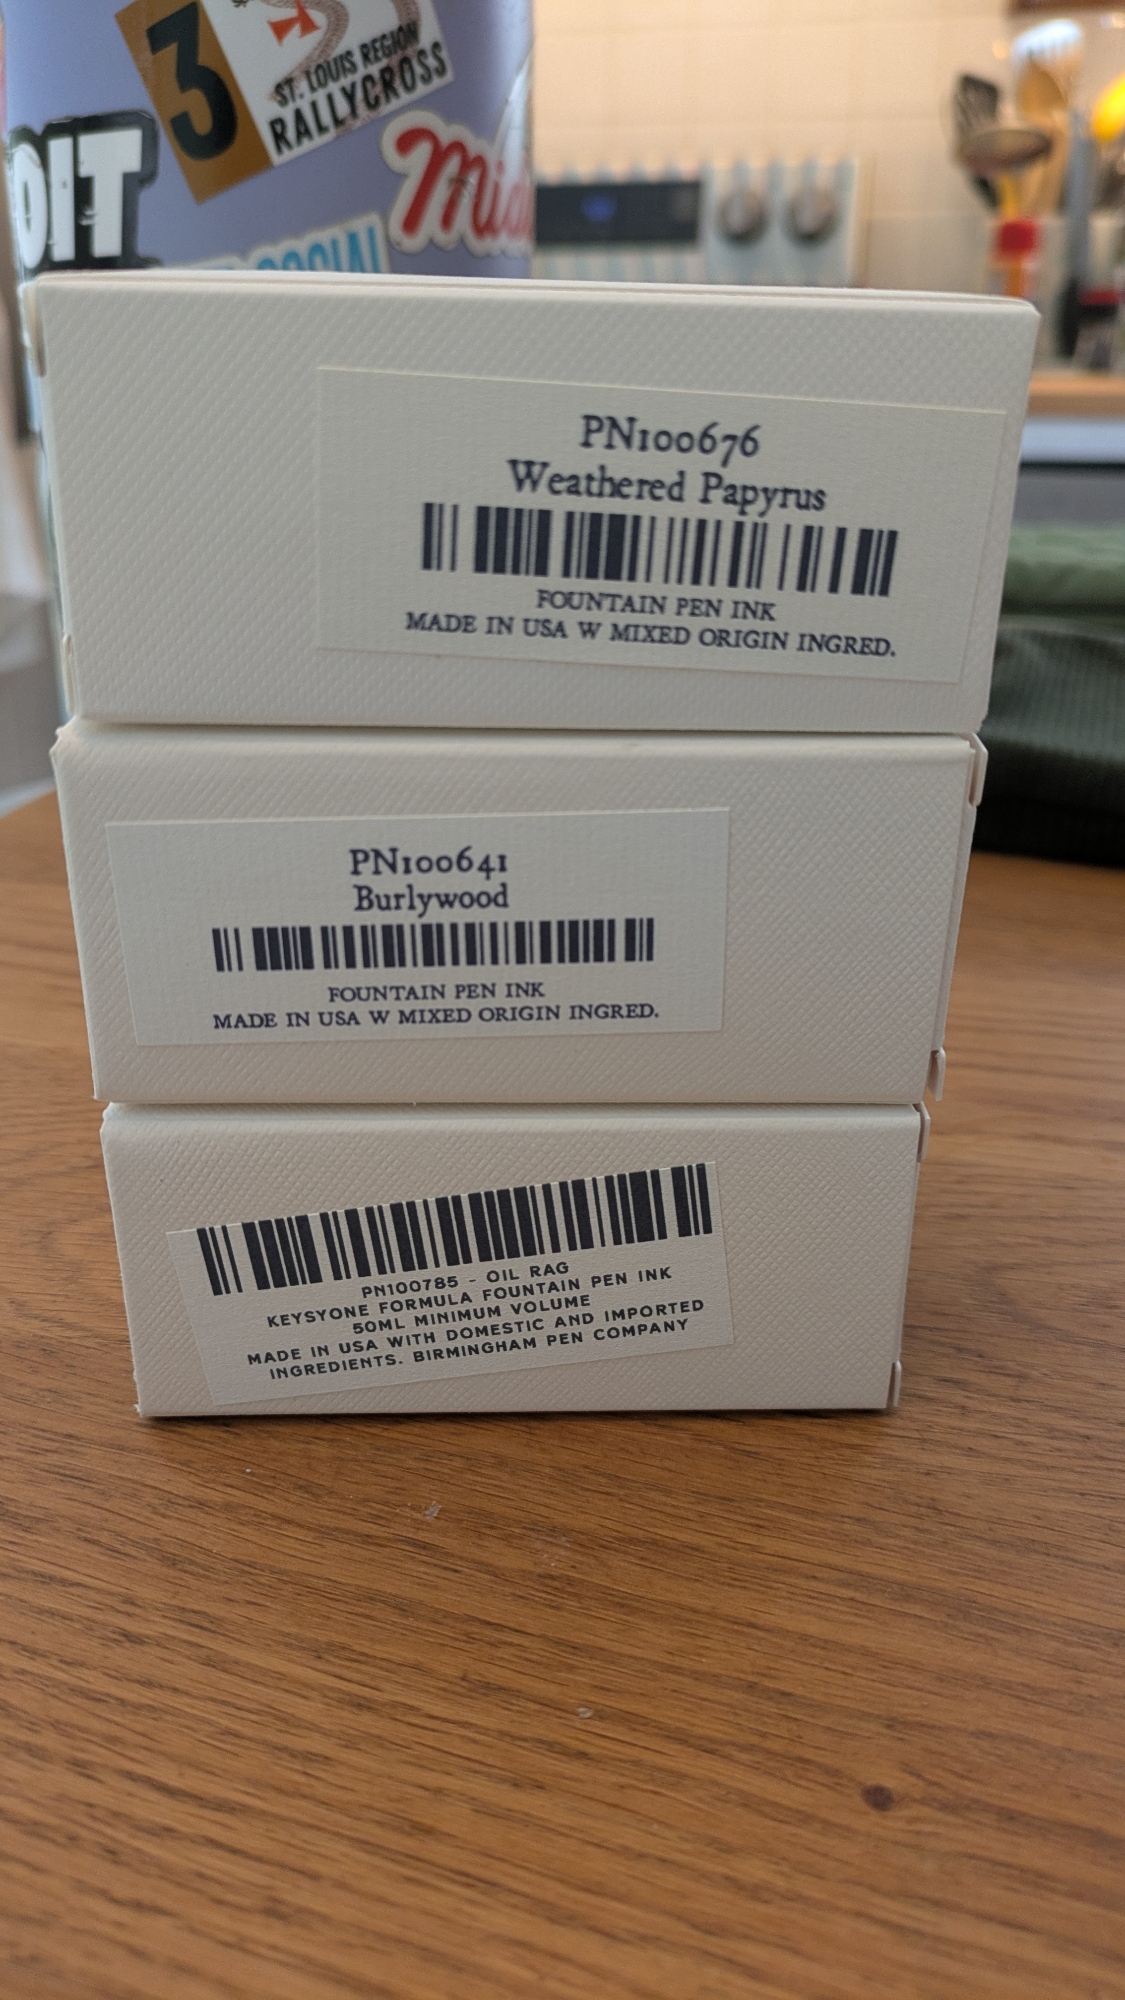 3
ST. LOUIS REGION
RALLYCROSS
SOCIAL
PN100676
Weathered Papyrus
FOUNTAIN PEN INK
MADE IN USA W MIXED ORIGIN INGRED.
PN100641
Burlywood
FOUNTAIN PEN INK
MADE IN USA W MIXED ORIGIN INGRED.
PN100785 - OIL RAG
KEYSYONE FORMULA FOUNTAIN PEN INK
50ML MINIMUM VOLUME
MADE IN USA WITH DOMESTIC AND IMPORTED
INGREDIENTS. BIRMINGHAM PEN COMPANY